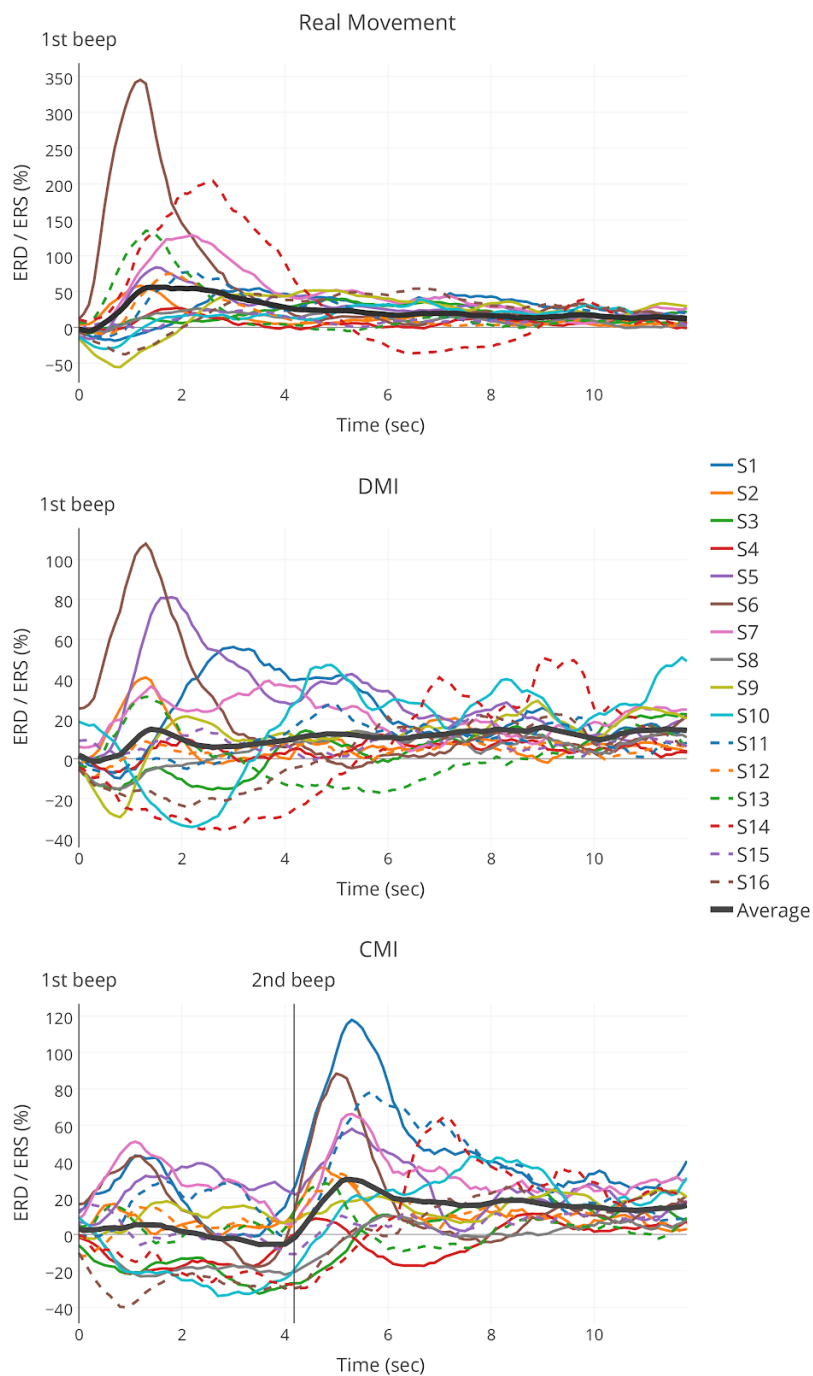 Real Movement
1st beep
350
300
250
200
150
100
50
0
−50
ERD / ERS (%)
0 2 4 6 8 10
Time (sec)
DMI
1st beep
100
80
60
40
20
0
−20
−40
ERD / ERS (%)
0 2 4 6 8 10
Time (sec)
S1
S2
S3
S4
S5
S6
S7
S8
S9
S10
S11
S12
S13
S14
S15
S16
Average
CMI
1st beep 2nd beep
120
100
80
60
40
20
0
−20
−40
ERD / ERS (%)
0 2 4 6 8 10
Time (sec)